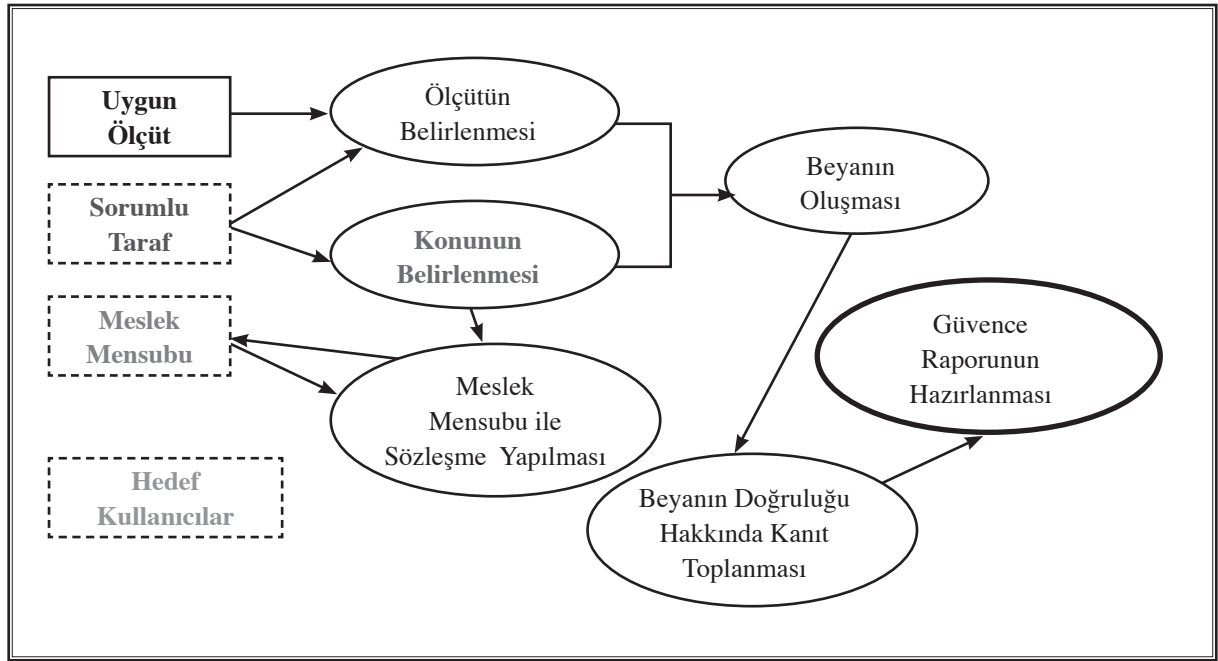 Uygun
Ölçüt
Ölçütün
Belirlenmesi
Beyanın
Oluşması
Sorumlu
Taraf
Konunun
Belirlenmesi
Meslek
Mensubu
Güvence
Raporunun
Hazırlanması
Meslek
Mensubu ile
Sözleşme Yapılması
Hedef
Kullanıcılar
Beyanın Doğruluğu
Hakkında Kanıt
Toplanması